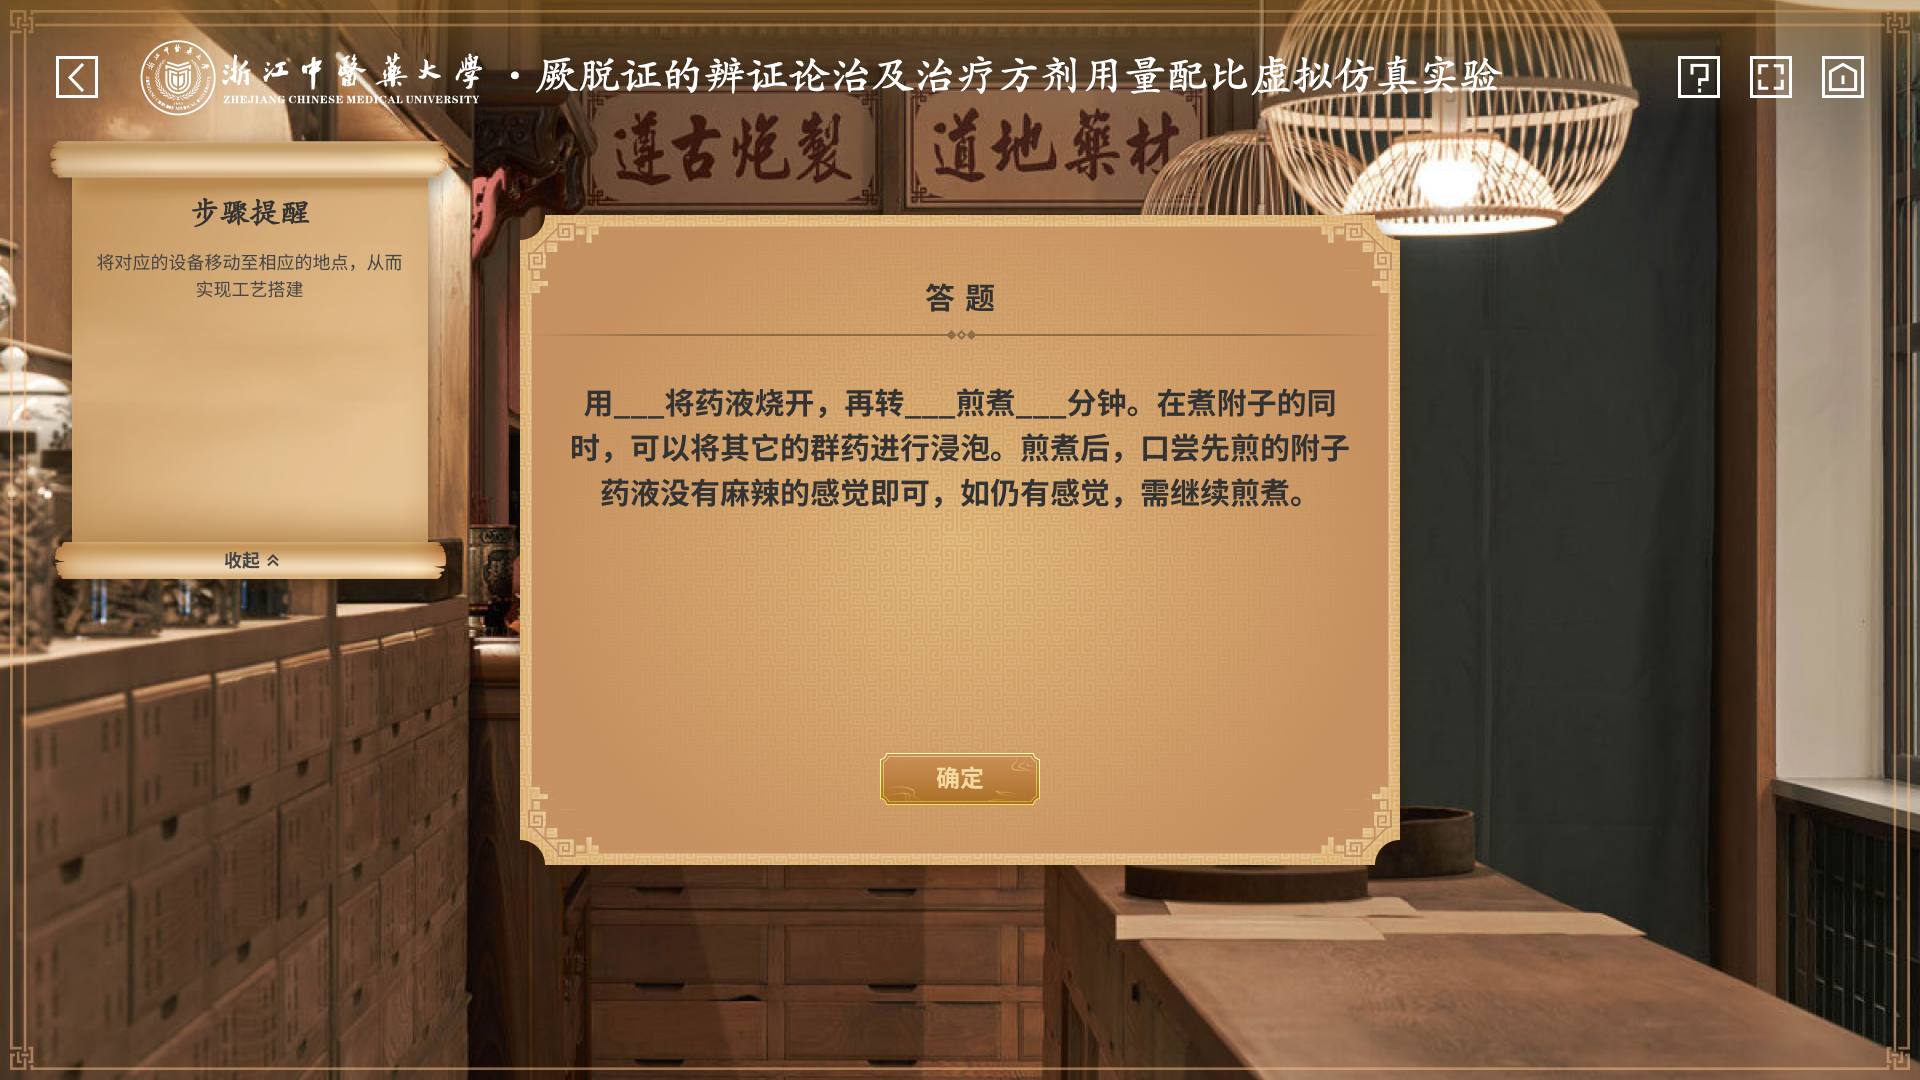 浙江中醫藥大學
ZHEJIANG CHINESE MEDICAL UNIVERSITY
·厥脱证的辨证论治及治疗方剂用量配比虚拟仿真实验
遵古炮製
道地藥材
步骤提醒
将对应的设备移动至相应的地点，从而
实现工艺搭建
收起
答题
用___将药液烧开，再转___煎煮___分钟。在煮附子的同
时，可以将其它的群药进行浸泡。煎煮后，口尝先煎的附子
药液没有麻辣的感觉即可，如仍有感觉，需继续煎煮。
确定